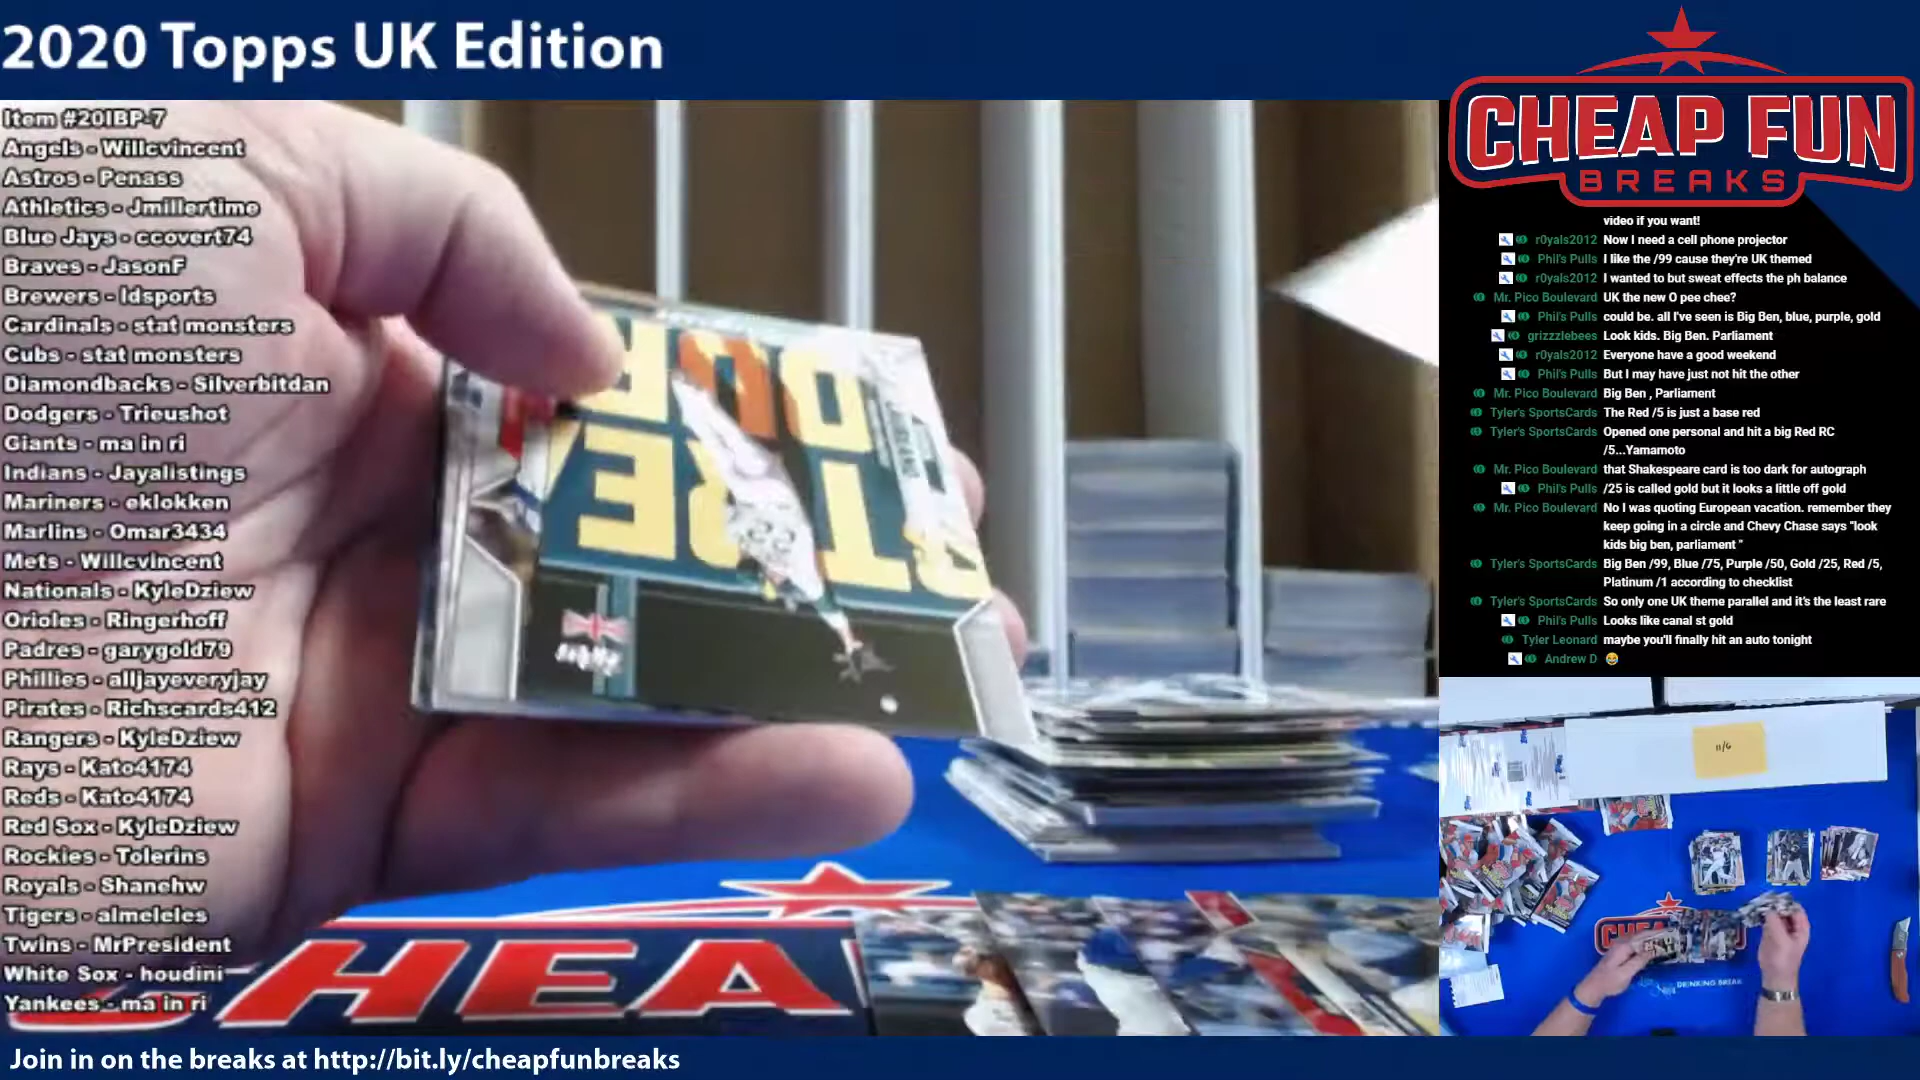 2020 Topps UK Edition
Item #20IBP-7
Angels - Willcvincent
Astros - Penass
Athletics - Jmillertime
Blue Jays - ccovert74
Braves - JasonF
Brewers - ldsports
Cardinals - stat monsters
Cubs - stat monsters
Diamondbacks - Silverbitdan
Dodgers - Trieushot
Giants - ma in ri
Indians - Jayalistings
Mariners - eklokken
Marlins - Omar3434
Mets - Willcvincent
Nationals - KyleDziew
Orioles - Ringerhoff
Padres - garygold79
Phillies - alljayeveryjay
Pirates - Richscards412
Rangers - KyleDziew
Rays - Kato4174
Reds - Kato4174
Red Sox - KyleDziew
Rockies - Tolerins
Royals - Shanehw
Tigers - almeleles
Twins - MrPresident
White Sox - houdini
Yankees - ma in ri
HEA
Join in on the breaks at http://bit.ly/cheapfunbreaks
CHEAP FUN
BREAKS
video if you want!
r0yals2012 Now I need a cell phone projector
Phil's Pulls I like the /99 cause they're UK themed
r0yals2012 I wanted to but sweat effects the ph balance
Mr. Pico Boulevard UK the new O pee chee?
Phil's Pulls could be. all I've seen is Big Ben, blue, purple, gold
grizzzlebees Look kids. Big Ben. Parliament
r0yals2012 Everyone have a good weekend
Phil's Pulls But I may have just not hit the other
Mr. Pico Boulevard Big Ben , Parliament
Tyler's SportsCards The Red /5 is just a base red
Tyler's SportsCards Opened one personal and hit a big Red RC
/5...Yamamoto
Mr. Pico Boulevard that Shakespeare card is too dark for autograph
Phil's Pulls /25 is called gold but it looks a little off gold
Mr. Pico Boulevard No I was quoting European vacation. remember they
keep going in a circle and Chevy Chase says "look
kids big ben, parliament "
Tyler's SportsCards Big Ben /99, Blue /75, Purple /50, Gold /25, Red /5,
Platinum /1 according to checklist
Tyler's SportsCards So only one UK theme parallel and it's the least rare
Phil's Pulls Looks like canal st gold
Tyler Leonard maybe you'll finally hit an auto tonight
Andrew D 😂
11/6
DRINKING BREAK